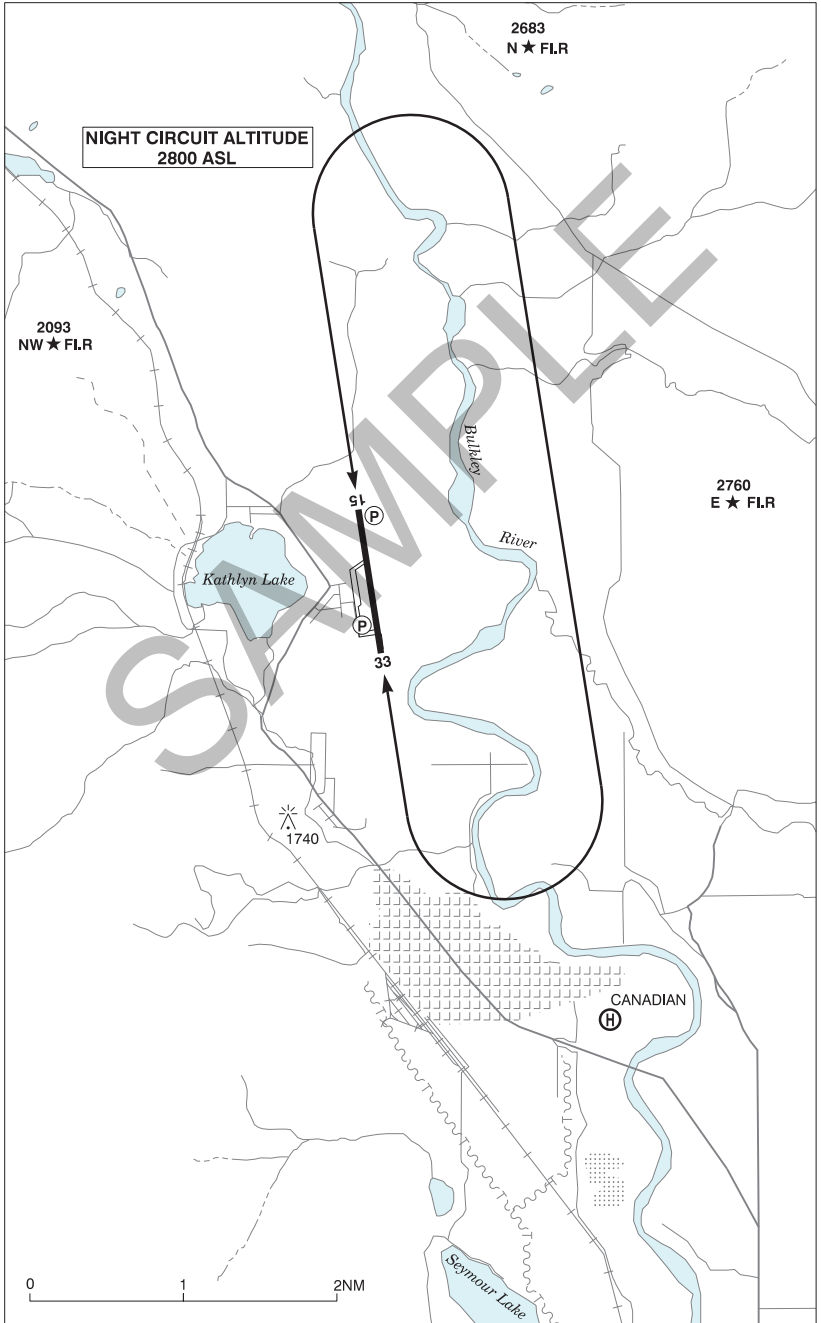 2683
N ★ Fl.R
NIGHT CIRCUIT ALTITUDE
2800 ASL
2093
NW ★ Fl.R
Bulkley
2760
E ★ Fl.R
15
P
River
Kathlyn Lake
P
33
SAMPLE
1740
CANADIAN
H
Seymour Lake
0 1 2NM